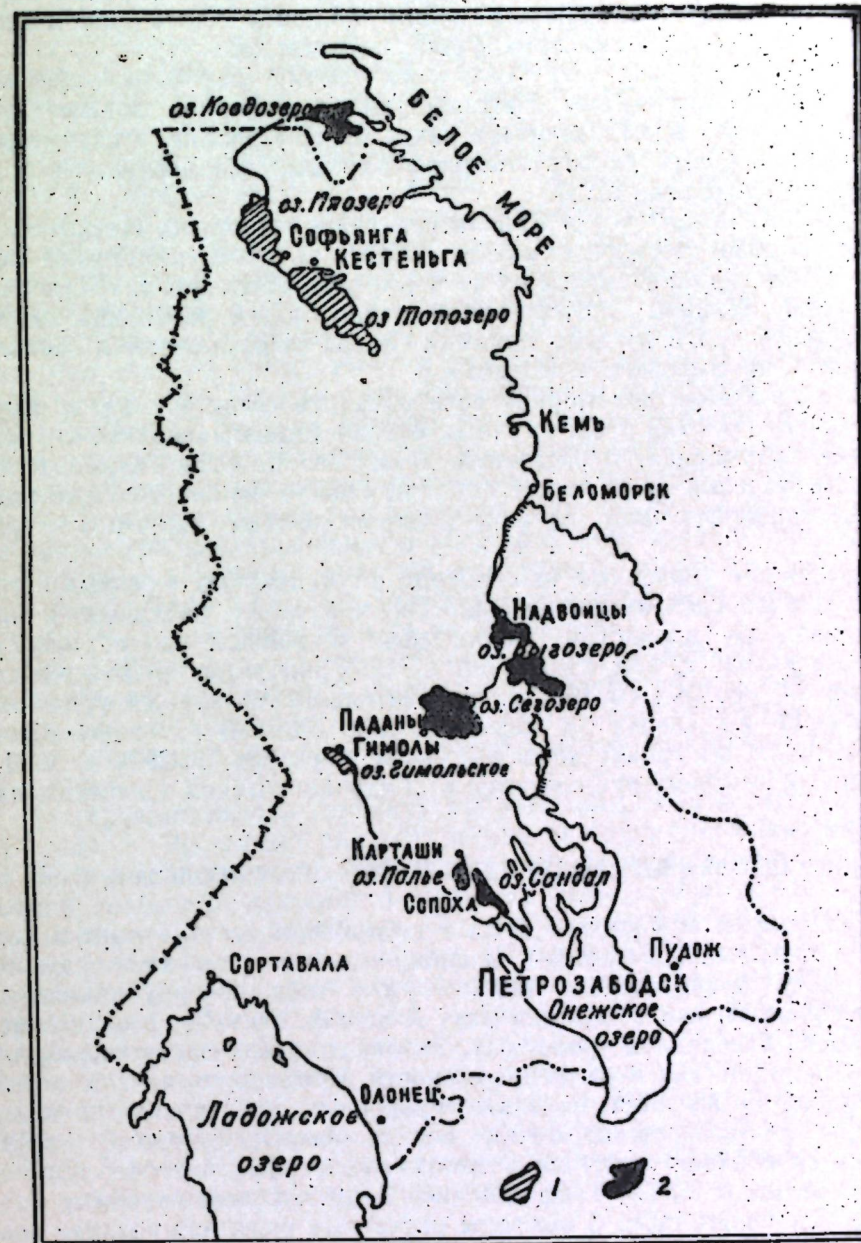 оз. Ковдозеро
БЕЛОЕ МОРЕ
оз. Пяозеро
Софьянга
Кестеньга
оз Топозеро
Кемь
Беломорск
Надвоицы
оз. Выгозеро
оз. Сегозеро
Паданы
Гимолы
оз. Гимольское
Карташи
оз. Палье
оз. Сандал
Сопоха
Сортавала
Пудож
Петрозаводск
Онежское
озеро
Олонец
Ладожское
озеро
1
2